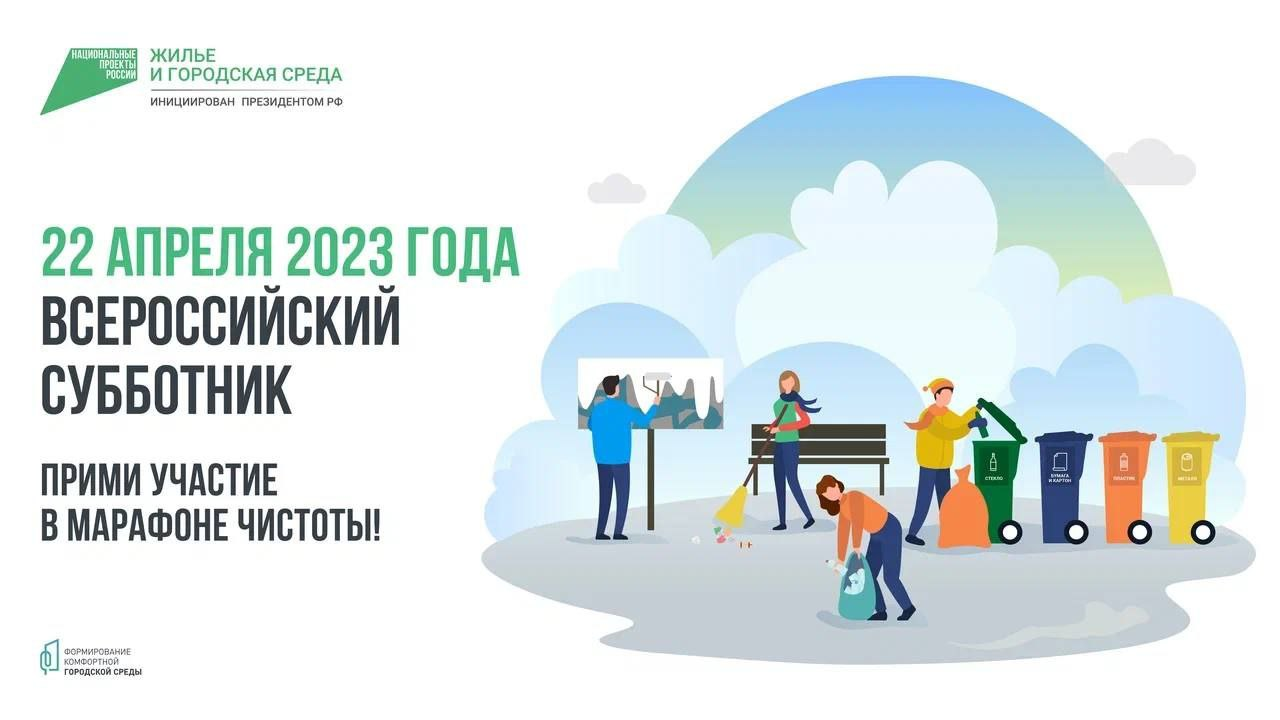 НАЦИОНАЛЬНЫЕ
ПРОЕКТЫ
РОССИИ
ЖИЛЬЕ
И ГОРОДСКАЯ СРЕДА
ИНИЦИИРОВАН ПРЕЗИДЕНТОМ РФ
22 АПРЕЛЯ 2023 ГОДА
ВСЕРОССИЙСКИЙ
СУББОТНИК
ПРИМИ УЧАСТИЕ
В МАРАФОНЕ ЧИСТОТЫ!
СТЕКЛО
БУМАГА
И КАРТОН
ПЛАСТИК
МЕТАЛЛ
ФОРМИРОВАНИЕ
КОМФОРТНОЙ
ГОРОДСКОЙ СРЕДЫ